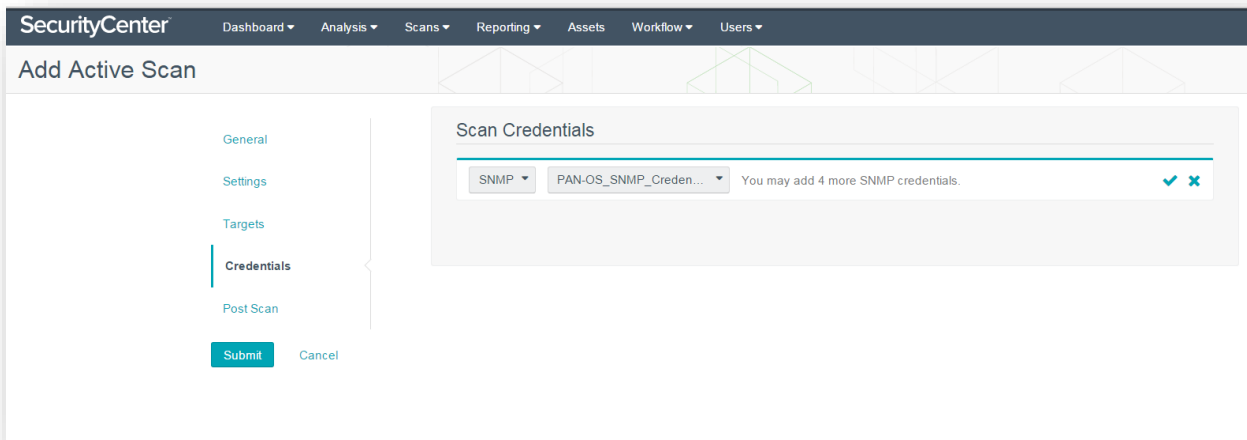 SecurityCenter Dashboard Analysis Scans Reporting Assets Workflow Users
Add Active Scan
General
Settings
Targets
Credentials
Post Scan
Submit Cancel
Scan Credentials
SNMP PAN-OS_SNMP_Creden... You may add 4 more SNMP credentials.